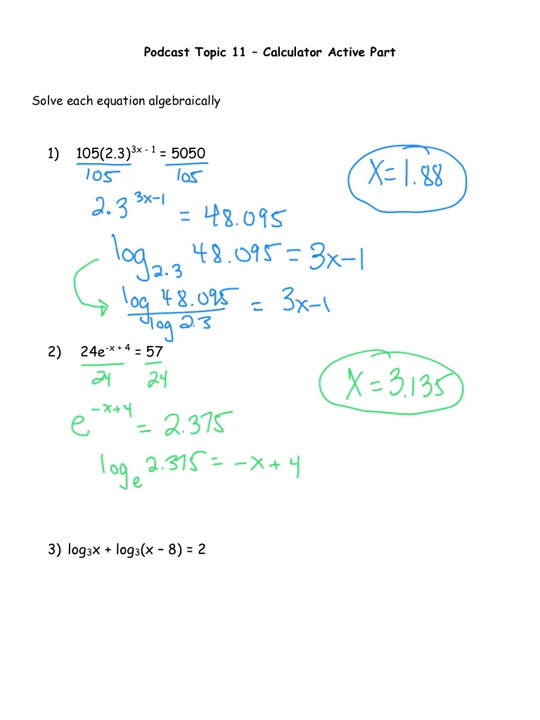 Podcast Topic 11 – Calculator Active Part
Solve each equation algebraically
1) 105(2.3)³ˣ ⁻ ¹ = 5050
105 105
x = 1.88
2.3³ˣ⁻¹ = 48.095
log₂.₃ 48.095 = 3x-1
log 48.095 = 3x-1
log 2.3
2) 24e⁻ˣ ⁺ ⁴ = 57
24 24
x = 3.135
e⁻ˣ⁺⁴ = 2.375
logₑ 2.375 = -x + 4
3) log₃x + log₃(x – 8) = 2